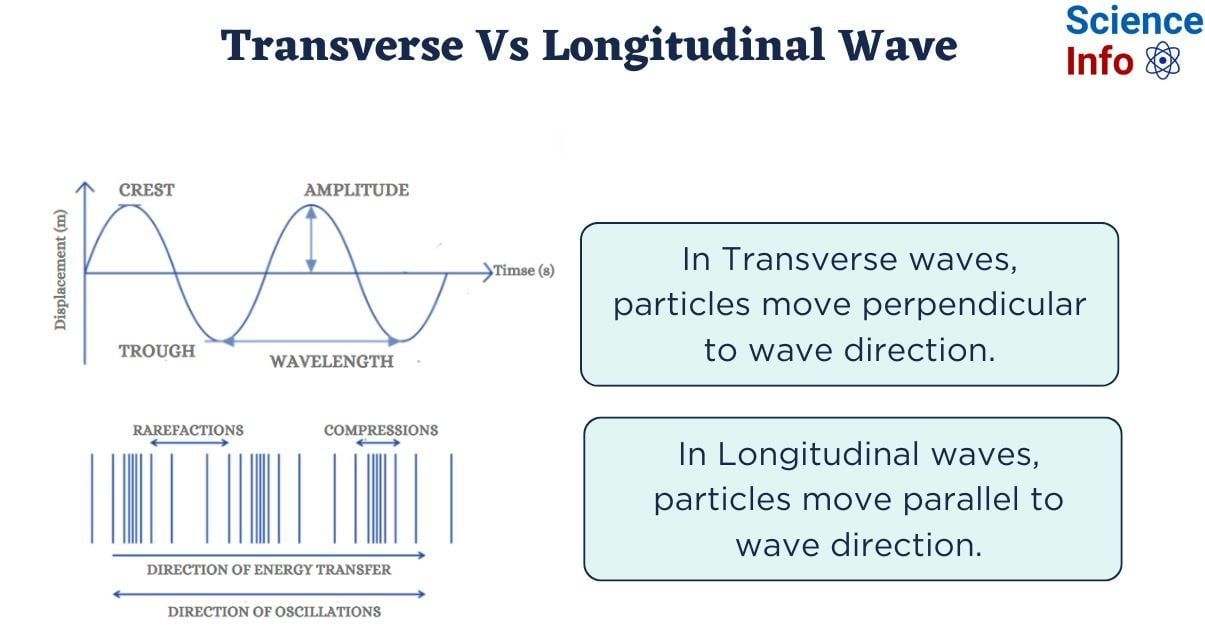 Transverse Vs Longitudinal Wave
Science
Info
CREST
AMPLITUDE
Displacement (m)
Timse (s)
TROUGH
WAVELENGTH
In Transverse waves,
particles move perpendicular
to wave direction.
RAREFACTIONS
COMPRESSIONS
DIRECTION OF ENERGY TRANSFER
DIRECTION OF OSCILLATIONS
In Longitudinal waves,
particles move parallel to
wave direction.